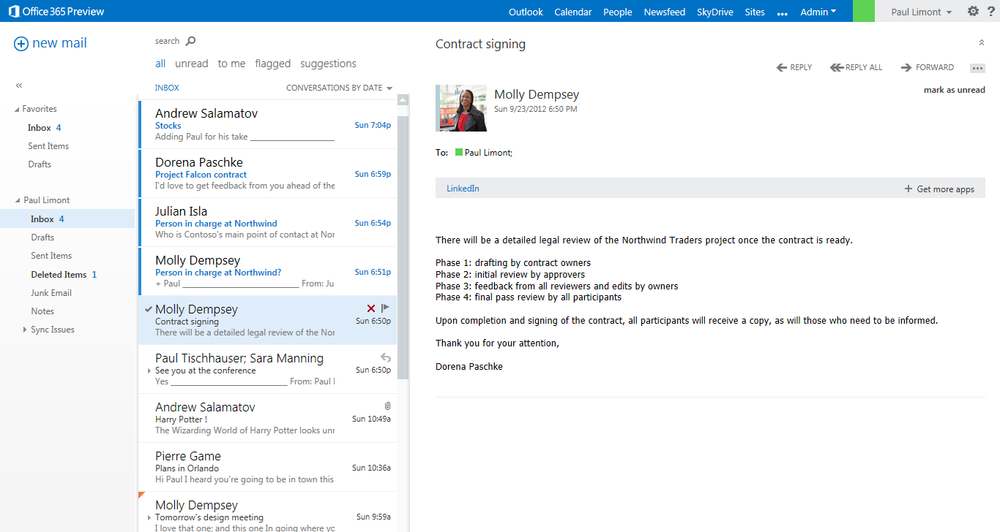 Office 365 Preview
Outlook Calendar People Newsfeed SkyDrive Sites ... Admin Paul Limont ?
new mail
Favorites
Inbox 4
Sent Items
Drafts
Paul Limont
Inbox 4
Drafts
Sent Items
Deleted Items 1
Junk Email
Notes
Sync Issues
search
all unread to me flagged suggestions
INBOX CONVERSATIONS BY DATE
Andrew Salamatov
Stocks Sun 7:04p
Adding Paul for his take ___________________
Dorena Paschke
Project Falcon contract Sun 6:59p
I'd love to get feedback from you ahead of the
Julian Isla
Person in charge at Northwind Sun 6:54p
Who is Contoso's main point of contact at Nor
Molly Dempsey
Person in charge at Northwind? Sun 6:51p
+ Paul __________________________ From: Ju
Molly Dempsey
Contract signing Sun 6:50p
There will be a detailed legal review of the Nor
Paul Tischhauser; Sara Manning
See you at the conference Sun 6:50p
Yes __________________________ From: Paul
Andrew Salamatov
Harry Potter ! Sun 10:49a
The Wizarding World of Harry Potter looks unr
Pierre Game
Plans in Orlando Sun 10:36a
Hi Paul I heard you're going to be in town this
Molly Dempsey
Tomorrow's design meeting Sun 9:59a
I love that one; and this one In going where yo
Contract signing
REPLY REPLY ALL FORWARD ...
mark as unread
Molly Dempsey
Sun 9/23/2012 6:50 PM
To: Paul Limont;
LinkedIn + Get more apps
There will be a detailed legal review of the Northwind Traders project once the contract is ready.
Phase 1: drafting by contract owners
Phase 2: initial review by approvers
Phase 3: feedback from all reviewers and edits by owners
Phase 4: final pass review by all participants
Upon completion and signing of the contract, all participants will receive a copy, as will those who need to be informed.
Thank you for your attention,
Dorena Paschke